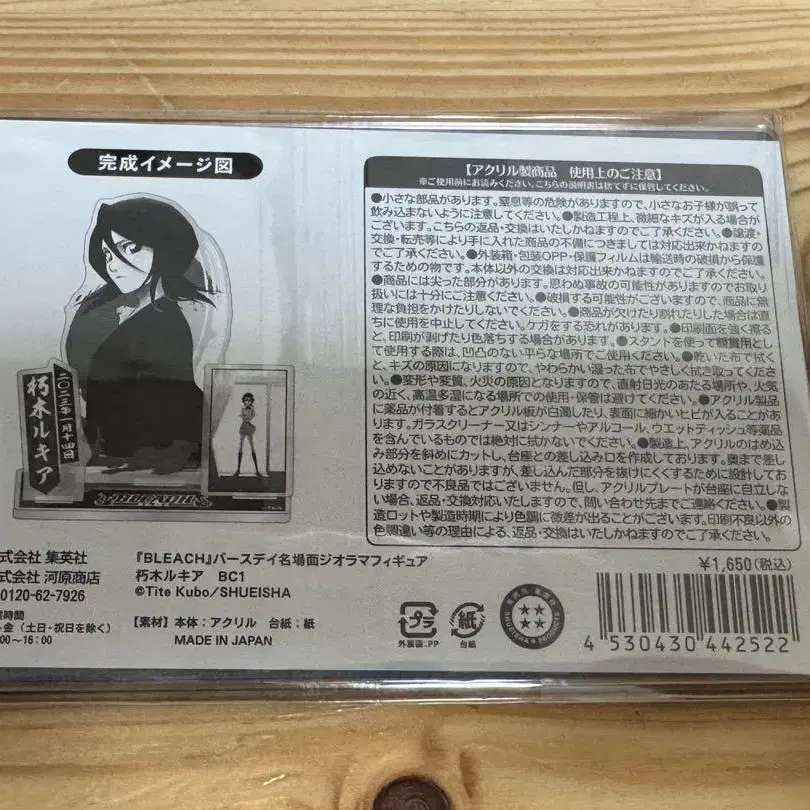 完成イメージ図
二〇二三年一月十四日
朽木ルキア
BLEACH
【アクリル製商品 使用上のご注意】
※ご使用前にお読みください。こちらの説明書は捨てずに保管してください。
●小さな部品があります。窒息等の危険がありますので、小さなお子様が誤って
飲み込まないように注意してください。●製造工程上、微細なキズが入る場合がご
ざいます。こちらの返品・交換はいたしかねますのでご了承ください。●譲渡・
交換・転売等により手に入れた商品の不備につきましては対応出来かねますの
でご了承ください。●外装箱・包装OPP・保護フィルムは輸送時の破損から保護
するための物です。本体以外の交換は対応出来かねますのでご了承ください。
●商品には尖った部分があります。思わぬ事故の可能性がありますのでお取り
扱いには十分にご注意ください。●破損する可能性がございますので、商品に無
理な負担をかけたりしないでください。●商品が欠けたり割れたりした場合は直
ちに使用を中止してください。ケガをする恐れがあります。●印刷面を強く擦る
と、印刷が剥げたり色落ちする場合があります。●スタンドを使って観賞用とし
て使用する際は、凹凸のない平らな場所でご使用ください。●乾いた布で拭く
と、キズの原因になりますので、やわらかい湿った布でやさしく拭き取ってくださ
い。●変形や変質、火災の原因となりますので、直射日光のあたる場所や、火気
の近く、高温多湿になる場所での使用・保管は避けてください。●アクリル製品
に薬品が付着するとアクリル板が白濁したり、表面に細かいヒビが入ることがあ
ります。ガラスクリーナー又はシンナーやアルコール、ウエットティッシュ等薬品
を含んでいるものでは絶対に拭かないでください。●製造上、アクリルのはめ込
み部分を斜めにカットし、台座との差し込み口を作成しております。奥まで差し
込めないことがありますが、差し込んだ部分を抜けにくくするために設計してお
りますので不良品ではございません。但し、アクリルプレートが台座に自立しな
い場合、返品・交換対応いたしますので、問い合わせ先までご連絡ください。●製
造ロットや製造時期により色調に微差が出ることがございます。印刷不良以外の
色調違い等の理由による、返品・交換はいたしかねますのでご了承ください。
¥1,650(税込)
式会社 集英社
式会社 河原商店
0120-62-7926
業時間
-金（土日・祝日を除く）
00〜16：00
『BLEACH』バースデイ名場面ジオラマフィギュア
朽木ルキア BC1
©Tite Kubo/SHUEISHA
【素材】本体：アクリル 台紙：紙
MADE IN JAPAN
プラ
外装袋:PP
紙
台紙
4 530430 442522